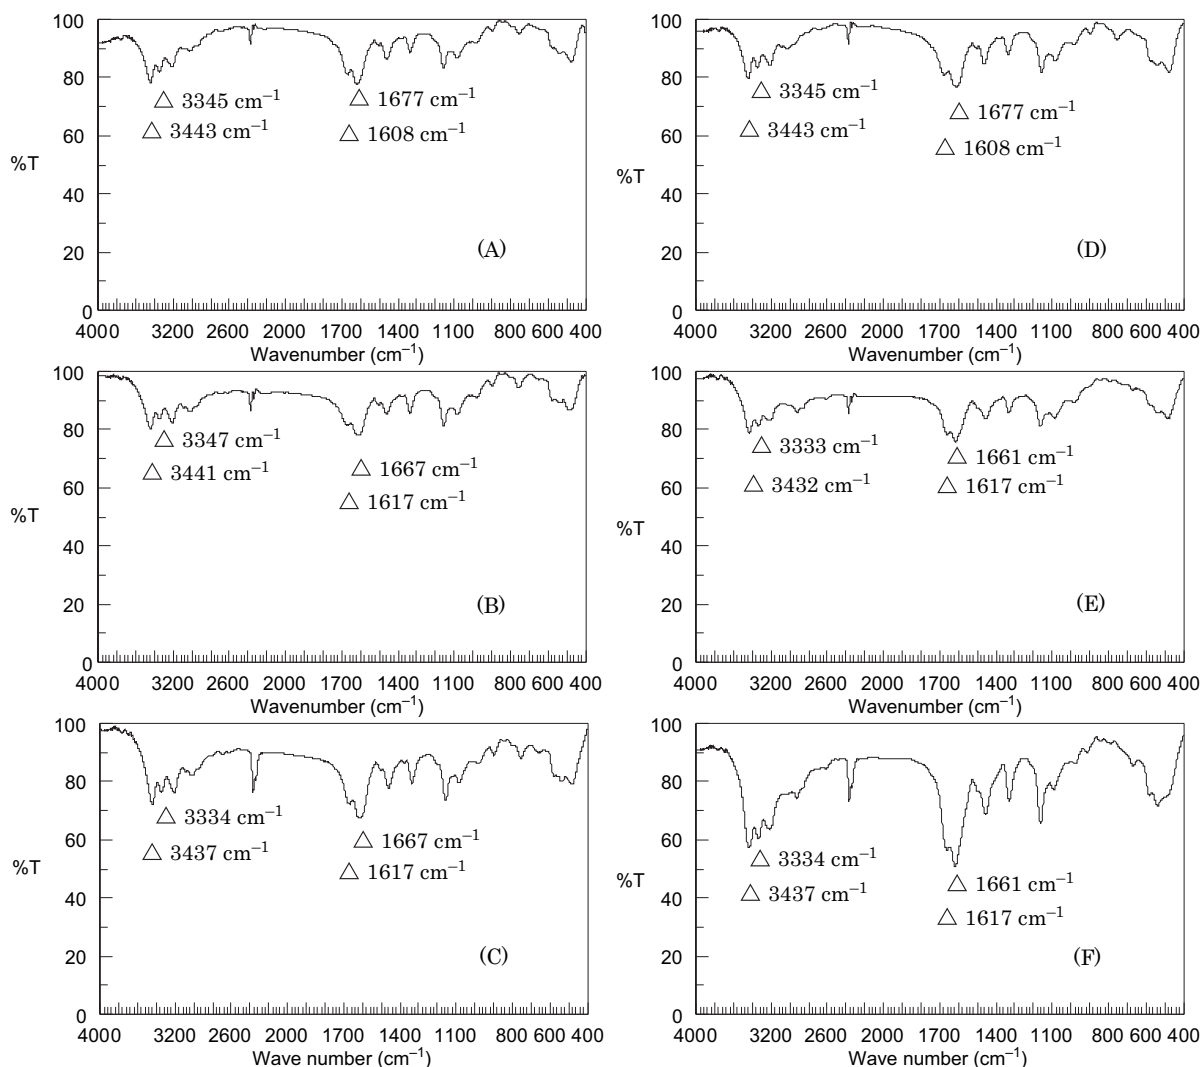 100
80
60
%T
40
20
0
△ 3345 cm⁻¹
△ 3443 cm⁻¹
△ 1677 cm⁻¹
△ 1608 cm⁻¹
(A)
4000 3200 2600 2000 1700 1400 1100 800 600 400
Wavenumber (cm⁻¹)
100
80
60
%T
40
20
0
△ 3345 cm⁻¹
△ 3443 cm⁻¹
△ 1677 cm⁻¹
△ 1608 cm⁻¹
(D)
4000 3200 2600 2000 1700 1400 1100 800 600 400
Wavenumber (cm⁻¹)
100
80
60
%T
40
20
0
△ 3347 cm⁻¹
△ 3441 cm⁻¹
△ 1667 cm⁻¹
△ 1617 cm⁻¹
(B)
4000 3200 2600 2000 1700 1400 1100 800 600 400
Wavenumber (cm⁻¹)
100
80
60
%T
40
20
0
△ 3333 cm⁻¹
△ 3432 cm⁻¹
△ 1661 cm⁻¹
△ 1617 cm⁻¹
(E)
4000 3200 2600 2000 1700 1400 1100 800 600 400
Wavenumber (cm⁻¹)
100
80
60
%T
40
20
0
△ 3334 cm⁻¹
△ 3437 cm⁻¹
△ 1667 cm⁻¹
△ 1617 cm⁻¹
(C)
4000 3200 2600 2000 1700 1400 1100 800 600 400
Wave number (cm⁻¹)
100
80
60
%T
40
20
0
△ 3334 cm⁻¹
△ 3437 cm⁻¹
△ 1661 cm⁻¹
△ 1617 cm⁻¹
(F)
4000 3200 2600 2000 1700 1400 1100 800 600 400
Wave number (cm⁻¹)